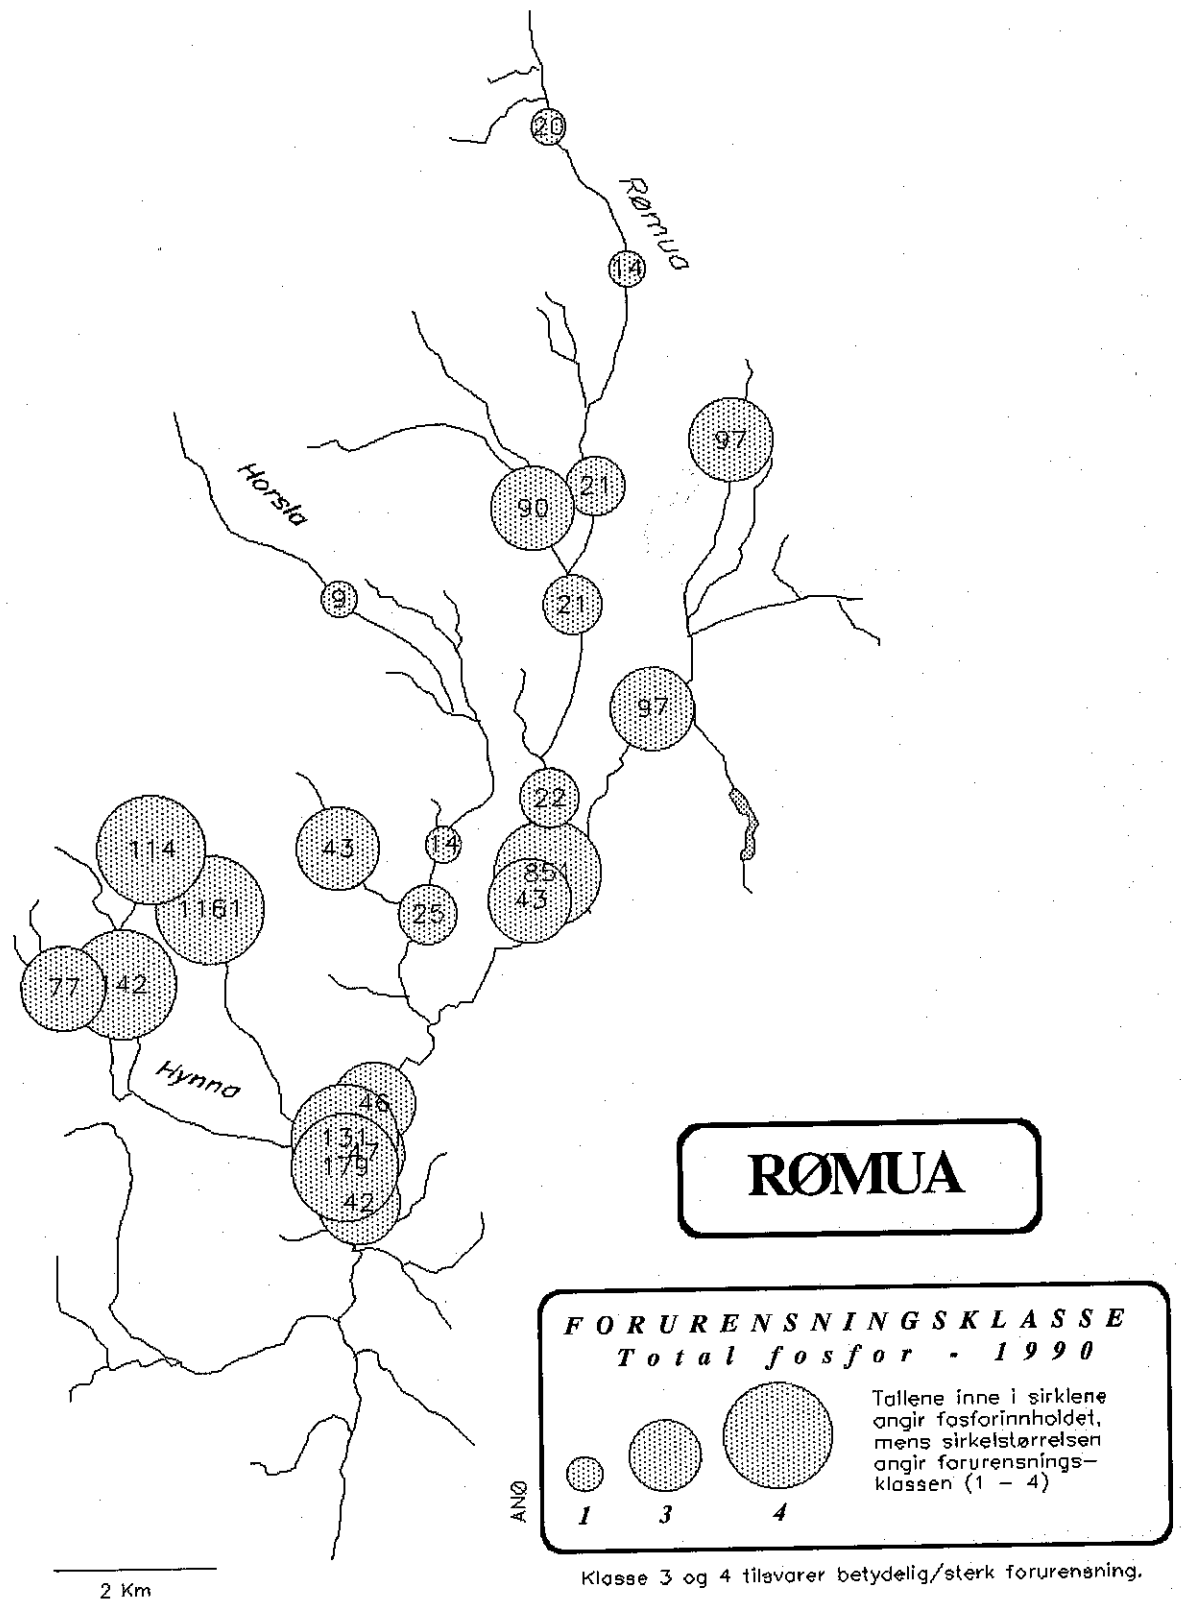 20
Rømua
14
97
21
90
Horsla
21
9
97
22
114
43
14
851
43
1161
25
77
142
Hynna
46
131
47
179
42
RØMUA
FORURENSNINGSKLASSE
Total fosfor - 1990
Tallene inne i sirklene
angir fosforinnholdet,
mens sirkelstørrelsen
angir forurensnings-
klassen (1 - 4)
1 3 4
ANØ
2 Km
Klasse 3 og 4 tilsvarer betydelig/sterk forurensning.